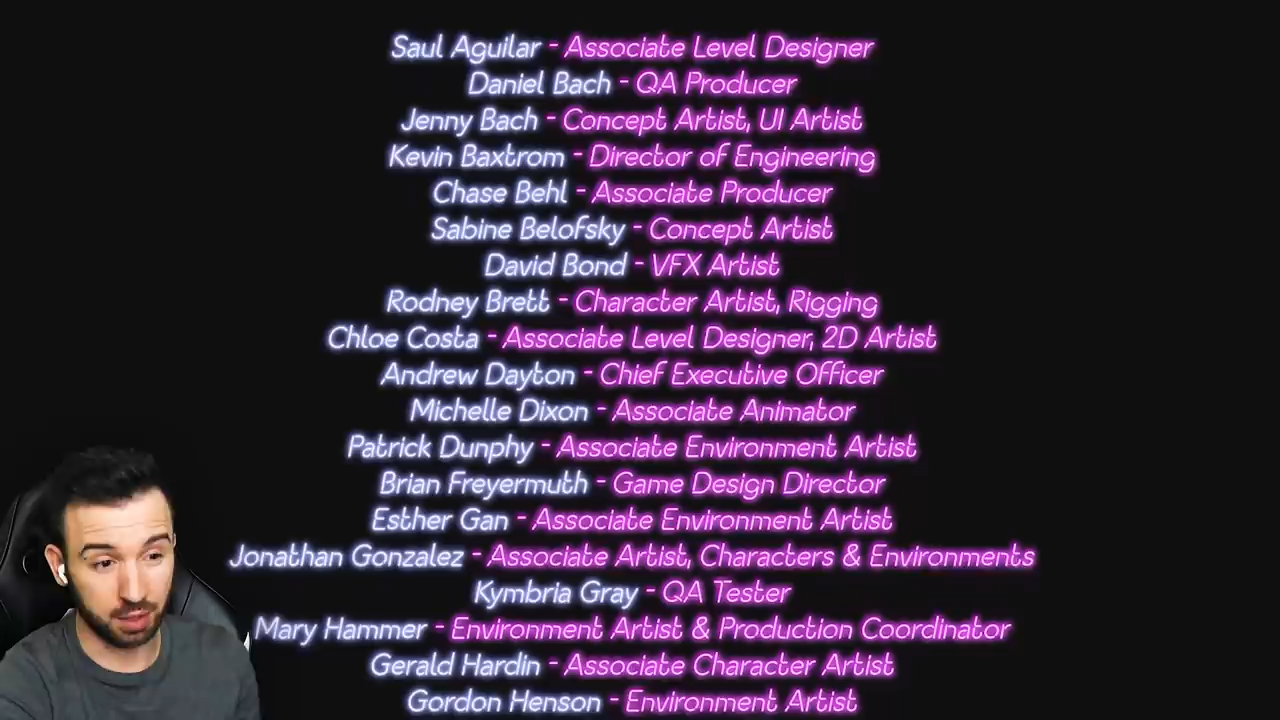 Saul Aguilar - Associate Level Designer
Daniel Bach - QA Producer
Jenny Bach - Concept Artist, UI Artist
Kevin Baxtrom - Director of Engineering
Chase Behl - Associate Producer
Sabine Belofsky - Concept Artist
David Bond - VFX Artist
Rodney Brett - Character Artist, Rigging
Chloe Costa - Associate Level Designer, 2D Artist
Andrew Dayton - Chief Executive Officer
Michelle Dixon - Associate Animator
Patrick Dunphy - Associate Environment Artist
Brian Freyermuth - Game Design Director
Esther Gan - Associate Environment Artist
Jonathan Gonzalez - Associate Artist, Characters & Environments
Kymbria Gray - QA Tester
Mary Hammer - Environment Artist & Production Coordinator
Gerald Hardin - Associate Character Artist
Gordon Henson - Environment Artist